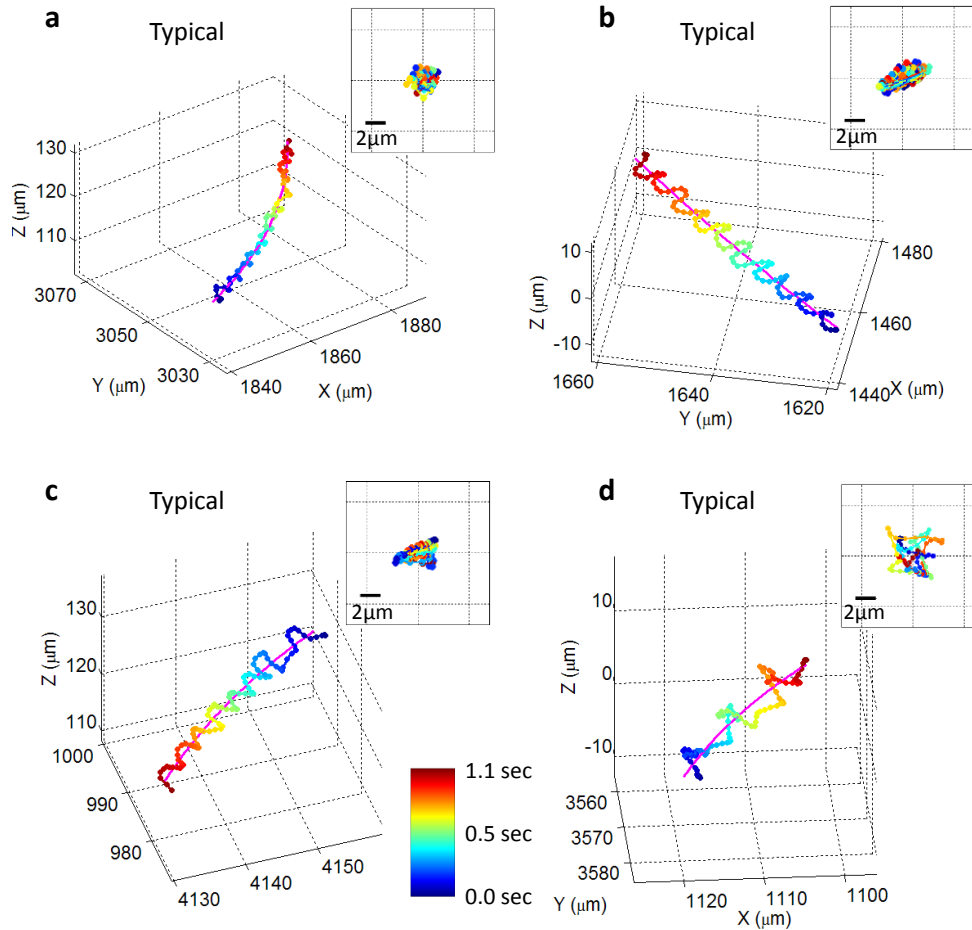 a
Typical
2μm
Z (μm)
130
120
110
3070
3050
3030
Y (μm)
1840
1860
1880
X (μm)
b
Typical
2μm
Z (μm)
10
0
-10
1660
1640
1620
Y (μm)
1440
1460
1480
X (μm)
c
Typical
2μm
Z (μm)
130
120
110
1000
990
980
4130
4140
4150
1.1 sec
0.5 sec
0.0 sec
d
Typical
2μm
Z (μm)
10
0
-10
3560
3570
3580
Y (μm)
1120
1110
1100
X (μm)